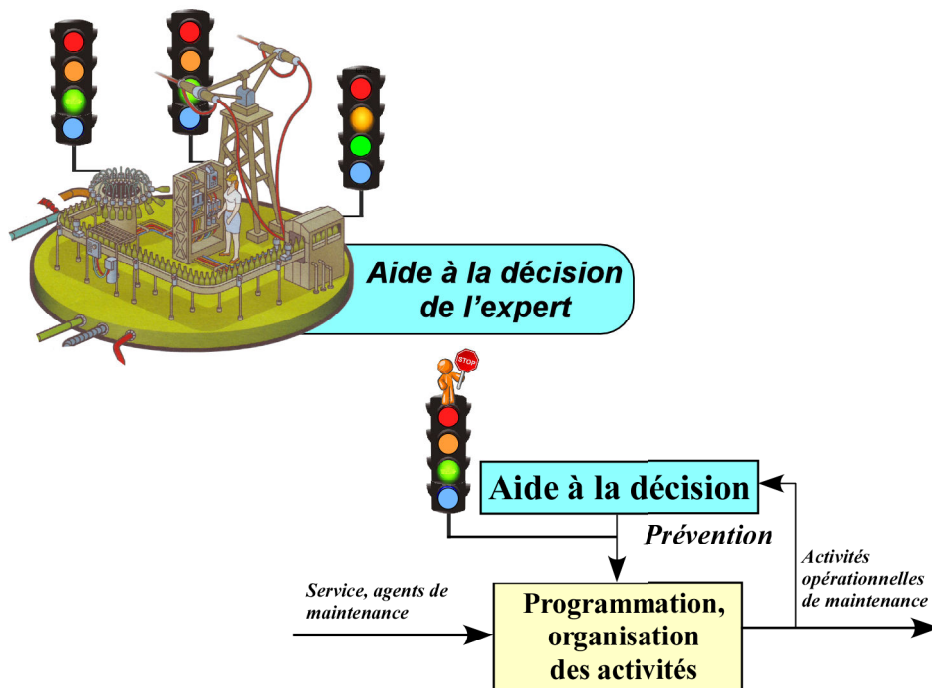 Aide à la décision
de l'expert
STOP
Aide à la décision
Prévention
Activités
opérationnelles
de maintenance
Service, agents de
maintenance
Programmation,
organisation
des activités